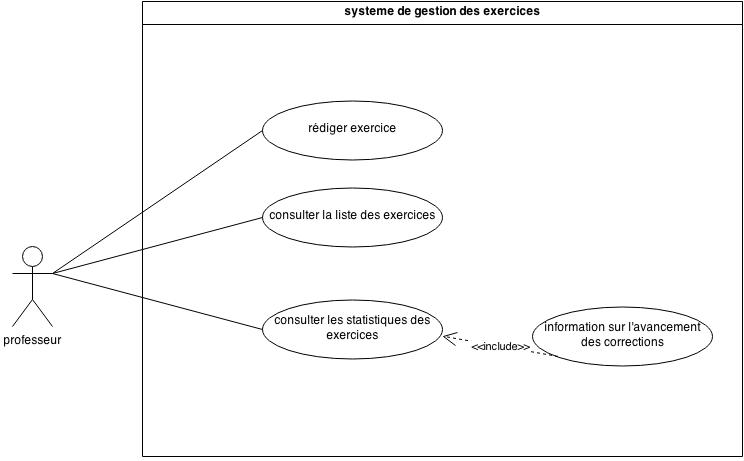 systeme de gestion des exercices
rédiger exercice
consulter la liste des exercices
professeur
consulter les statistiques des
exercices
<<include>>
information sur l'avancement
des corrections